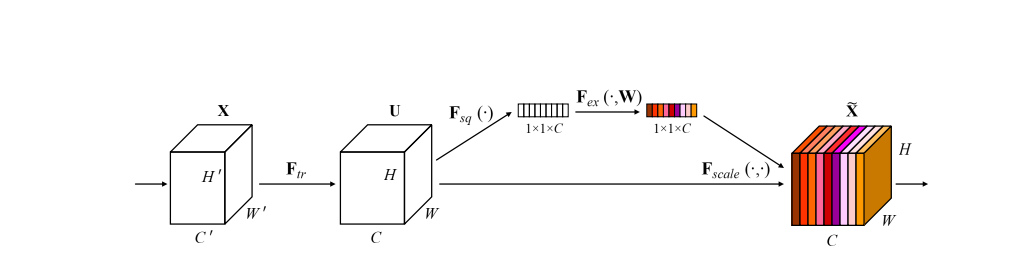 X
H′
W′
C′
F_tr
U
H
W
C
F_sq (·)
1×1×C
F_ex (·,W)
1×1×C
F_scale (·,·)
X̃
H
W
C